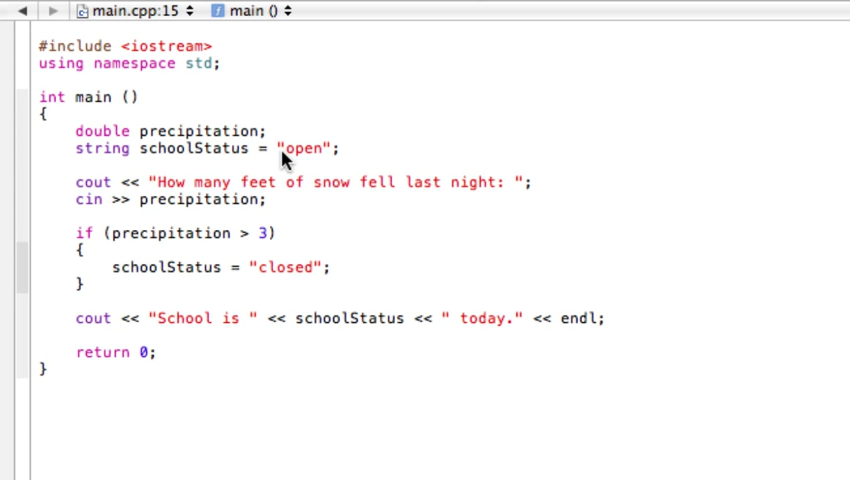 main.cpp:15 main ()
#include <iostream>
using namespace std;
int main ()
{
double precipitation;
string schoolStatus = "open";
cout << "How many feet of snow fell last night: ";
cin >> precipitation;
if (precipitation > 3)
{
schoolStatus = "closed";
}
cout << "School is " << schoolStatus << " today." << endl;
return 0;
}